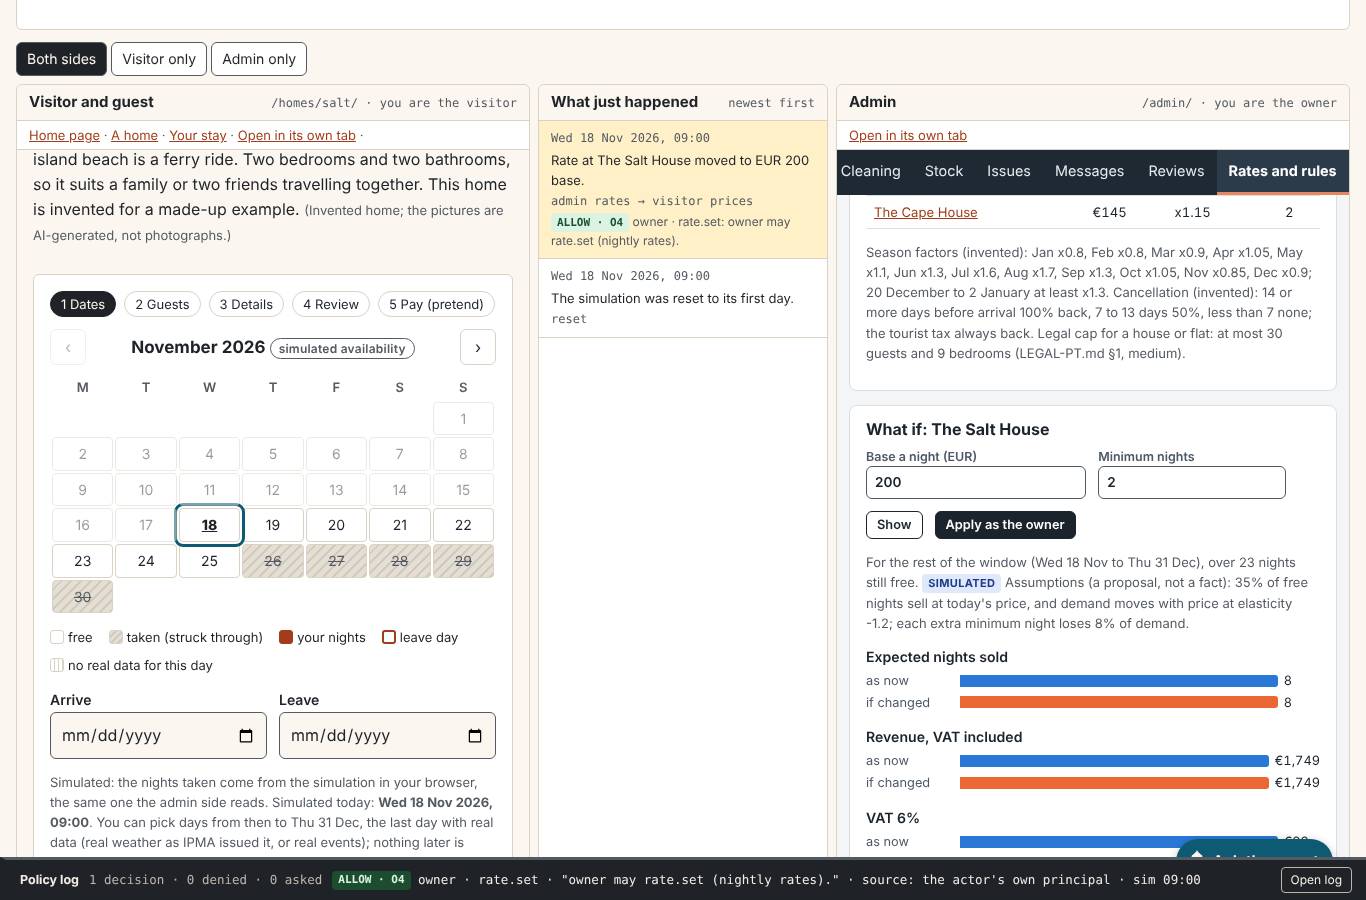 Both sides
Visitor only
Admin only
Visitor and guest
/homes/salt/ · you are the visitor
Home page · A home · Your stay · Open in its own tab ·
island beach is a ferry ride. Two bedrooms and two bathrooms,
so it suits a family or two friends travelling together. This home
is invented for a made-up example. (Invented home; the pictures are
AI-generated, not photographs.)
1 Dates
2 Guests
3 Details
4 Review
5 Pay (pretend)
‹
November 2026 simulated availability
›
M T W T F S S
1
2 3 4 5 6 7 8
9 10 11 12 13 14 15
16 17 18 19 20 21 22
23 24 25 26 27 28 29
30
free
taken (struck through)
your nights
leave day
no real data for this day
Arrive
Leave
mm/dd/yyyy
mm/dd/yyyy
Simulated: the nights taken come from the simulation in your browser,
the same one the admin side reads. Simulated today: Wed 18 Nov 2026,
09:00. You can pick days from then to Thu 31 Dec, the last day with real
data (real weather as IPMA issued it, or real events); nothing later is
What just happened
newest first
Wed 18 Nov 2026, 09:00
Rate at The Salt House moved to EUR 200
base.
admin rates → visitor prices
ALLOW · O4 owner · rate.set: owner may
rate.set (nightly rates).
Wed 18 Nov 2026, 09:00
The simulation was reset to its first day.
reset
Admin
/admin/ · you are the owner
Open in its own tab
Cleaning
Stock
Issues
Messages
Reviews
Rates and rules
The Cape House €145 x1.15 2
Season factors (invented): Jan x0.8, Feb x0.8, Mar x0.9, Apr x1.05, May
x1.1, Jun x1.3, Jul x1.6, Aug x1.7, Sep x1.3, Oct x1.05, Nov x0.85, Dec x0.9;
20 December to 2 January at least x1.3. Cancellation (invented): 14 or
more days before arrival 100% back, 7 to 13 days 50%, less than 7 none;
the tourist tax always back. Legal cap for a house or flat: at most 30
guests and 9 bedrooms (LEGAL-PT.md §1, medium).
What if: The Salt House
Base a night (EUR)
Minimum nights
200
2
Show
Apply as the owner
For the rest of the window (Wed 18 Nov to Thu 31 Dec), over 23 nights
still free. SIMULATED Assumptions (a proposal, not a fact): 35% of free
nights sell at today's price, and demand moves with price at elasticity
-1.2; each extra minimum night loses 8% of demand.
Expected nights sold
as now 8
if changed 8
Revenue, VAT included
as now €1,749
if changed €1,749
VAT 6%
as now
Policy log 1 decision · 0 denied · 0 asked ALLOW · O4 owner · rate.set · "owner may rate.set (nightly rates)." · source: the actor's own principal · sim 09:00
Open log